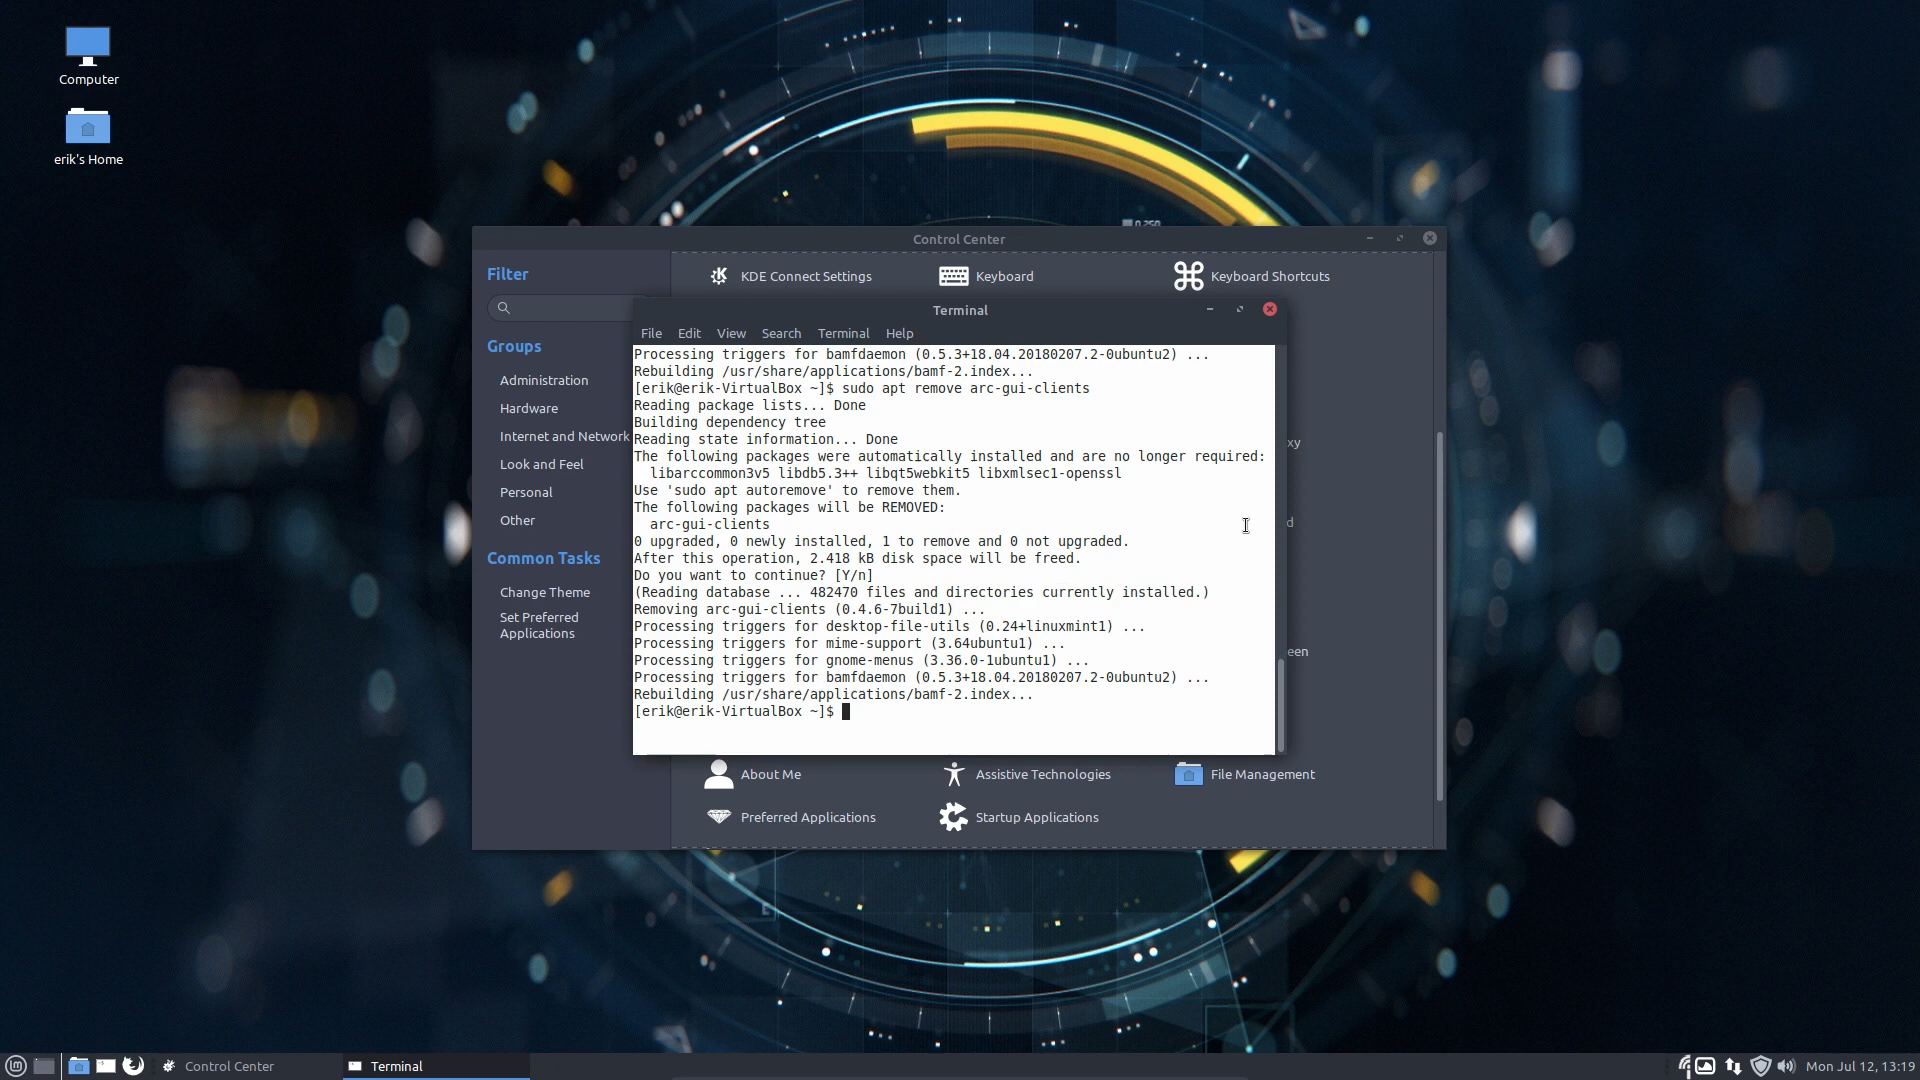 Computer
erik's Home
0.250
Control Center
Filter
KDE Connect Settings
Keyboard
Keyboard Shortcuts
Groups
Administration
Hardware
Internet and Network
Look and Feel
Personal
Other
Common Tasks
Change Theme
Set Preferred
Applications
Terminal
File Edit View Search Terminal Help
Processing triggers for bamfdaemon (0.5.3+18.04.20180207.2-0ubuntu2) ...
Rebuilding /usr/share/applications/bamf-2.index...
[erik@erik-VirtualBox ~]$ sudo apt remove arc-gui-clients
Reading package lists... Done
Building dependency tree
Reading state information... Done
The following packages were automatically installed and are no longer required:
libarccommon3v5 libdb5.3++ libqt5webkit5 libxmlsec1-openssl
Use 'sudo apt autoremove' to remove them.
The following packages will be REMOVED:
arc-gui-clients
0 upgraded, 0 newly installed, 1 to remove and 0 not upgraded.
After this operation, 2.418 kB disk space will be freed.
Do you want to continue? [Y/n]
(Reading database ... 482470 files and directories currently installed.)
Removing arc-gui-clients (0.4.6-7build1) ...
Processing triggers for desktop-file-utils (0.24+linuxmint1) ...
Processing triggers for mime-support (3.64ubuntu1) ...
Processing triggers for gnome-menus (3.36.0-1ubuntu1) ...
Processing triggers for bamfdaemon (0.5.3+18.04.20180207.2-0ubuntu2) ...
Rebuilding /usr/share/applications/bamf-2.index...
[erik@erik-VirtualBox ~]$
xy
d
een
About Me
Assistive Technologies
File Management
Preferred Applications
Startup Applications
Control Center
Terminal
Mon Jul 12, 13:19